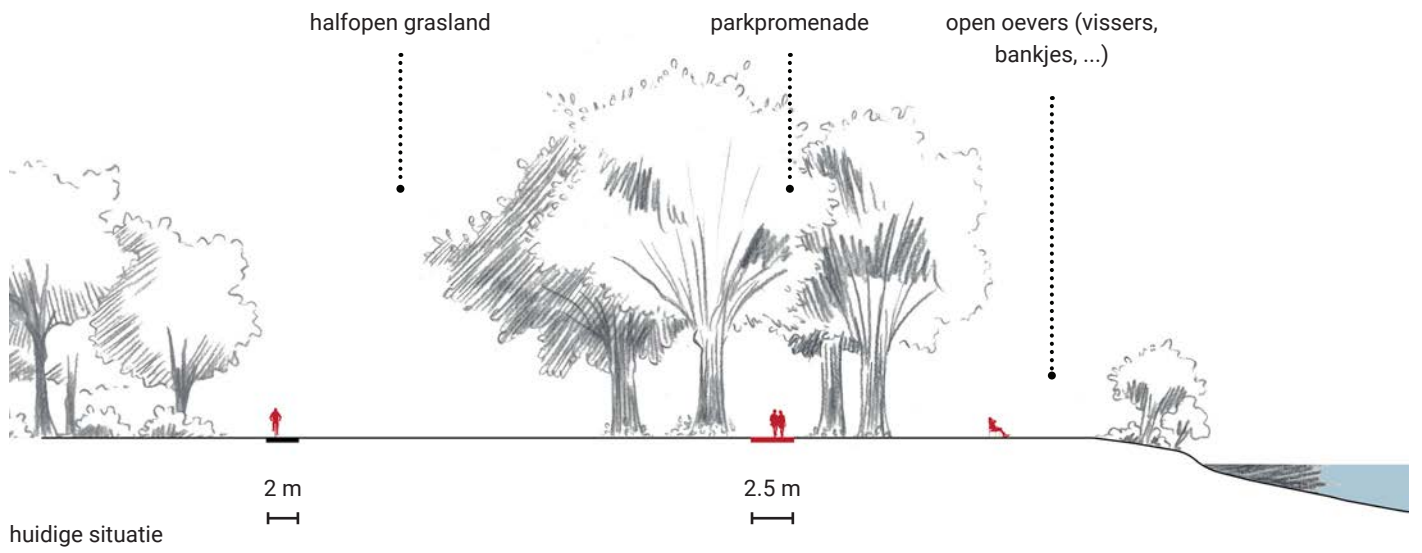 halfopen grasland
parkpromenade
open oevers (vissers,
bankjes, ...)
2 m
2.5 m
huidige situatie